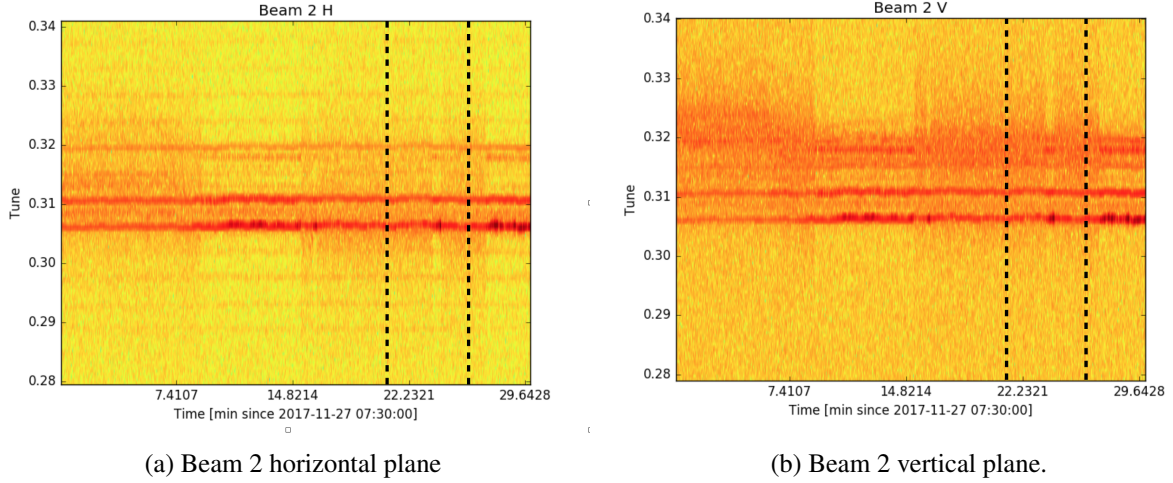 Beam 2 H
0.34
0.33
0.32
0.31
0.30
0.29
0.28
Tune
7.4107
14.8214
22.2321
29.6428
Time [min since 2017-11-27 07:30:00]
(a) Beam 2 horizontal plane
Beam 2 V
0.34
0.33
0.32
0.31
0.30
0.29
0.28
Tune
7.4107
14.8214
22.2321
29.6428
Time [min since 2017-11-27 07:30:00]
(b) Beam 2 vertical plane.